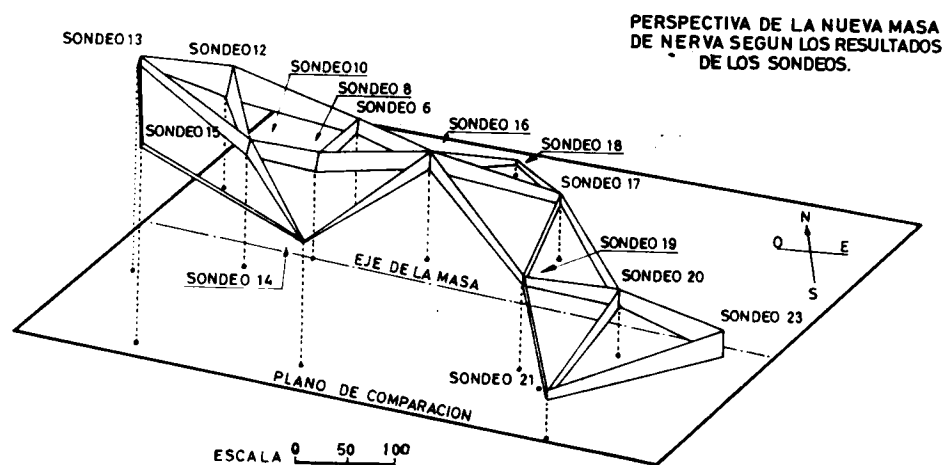 PERSPECTIVA DE LA NUEVA MASA
DE NERVA SEGUN LOS RESULTADOS
DE LOS SONDEOS.
SONDEO 13
SONDEO 12
SONDEO 10
SONDEO 8
SONDEO 6
SONDEO 15
SONDEO 16
SONDEO 18
SONDEO 17
N
O E
S
SONDEO 19
SONDEO 14
EJE DE LA MASA
SONDEO 20
SONDEO 23
SONDEO 21
PLANO DE COMPARACION
ESCALA 0 50 100